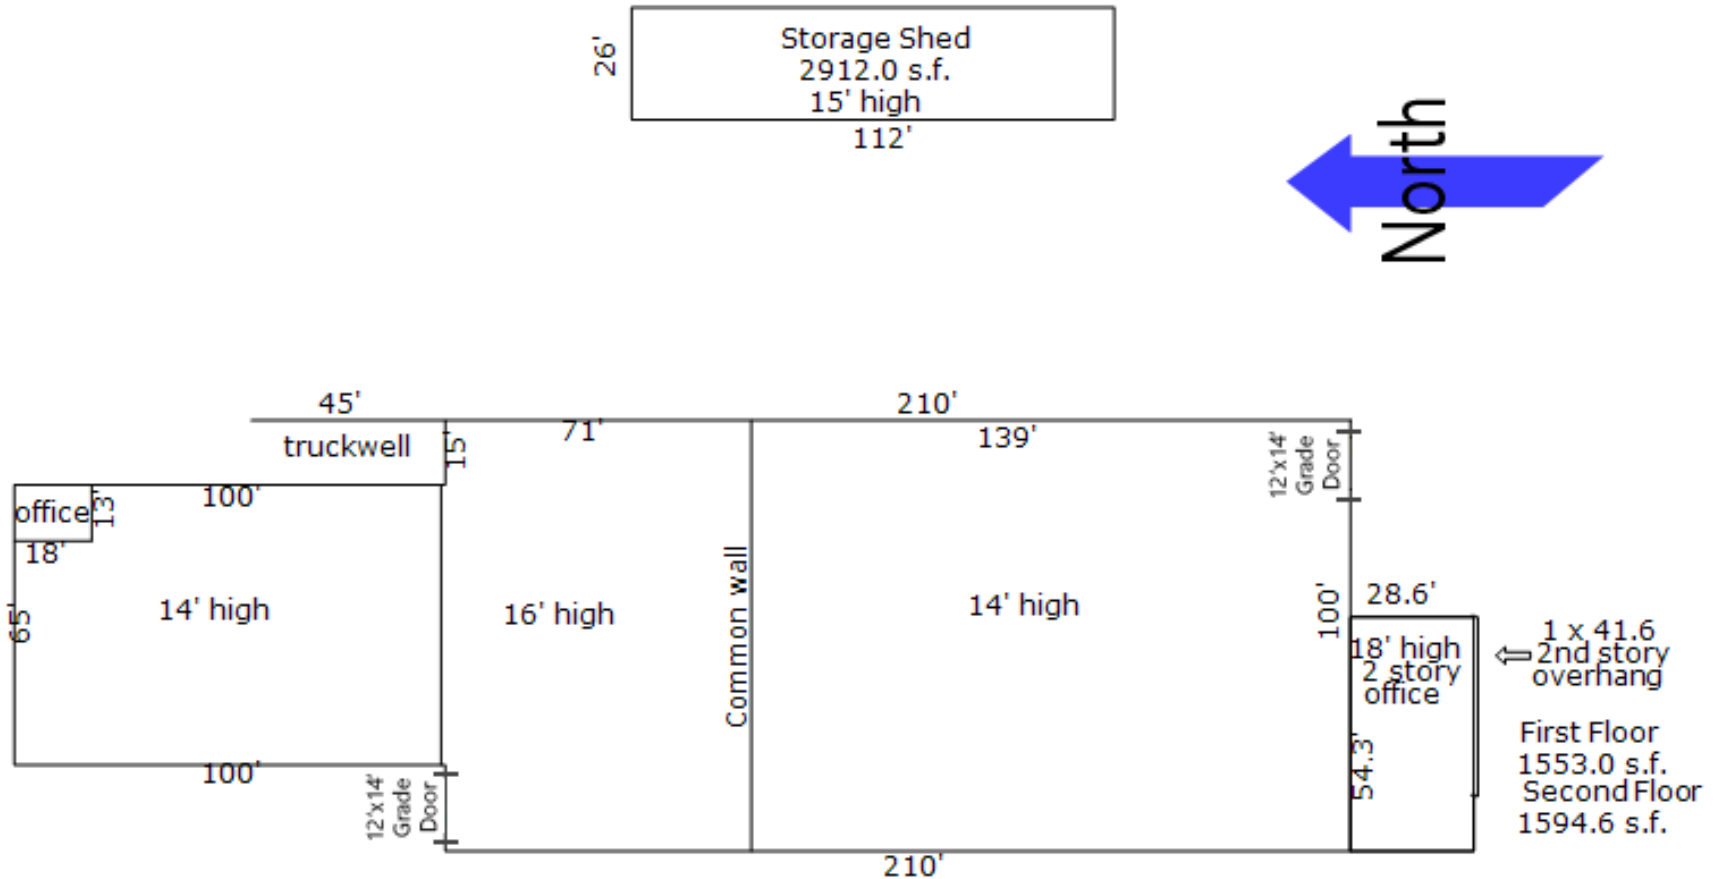 Storage Shed
2912.0 s.f.
15' high
26'
112'
North
45'
210'
truckwell
15'
71'
139'
12'x14'
Grade
Door
office
13'
18'
100'
65'
14' high
100'
12'x14'
Grade
Door
16' high
Common wall
14' high
100'
28.6'
18' high
2 story
office
54.3'
1 x 41.6
2nd story
overhang
First Floor
1553.0 s.f.
Second Floor
1594.6 s.f.
210'